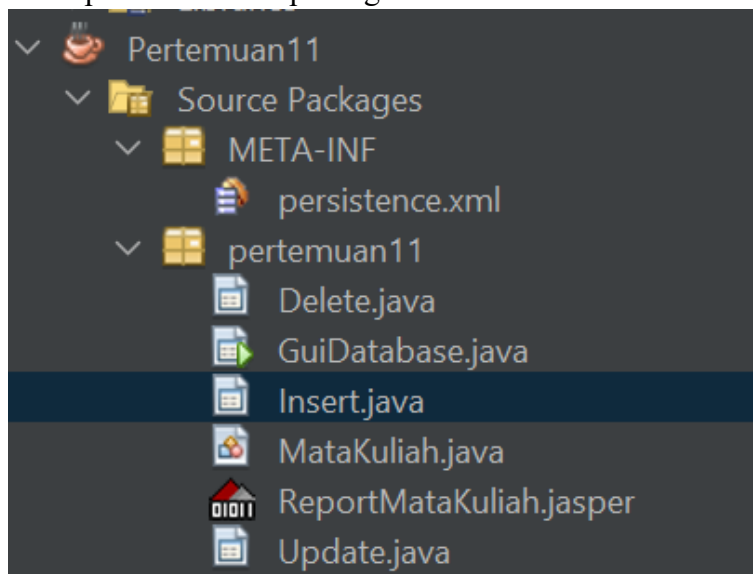 Pertemuan11
Source Packages
META-INF
persistence.xml
pertemuan11
Delete.java
GuiDatabase.java
Insert.java
MataKuliah.java
ReportMataKuliah.jasper
Update.java